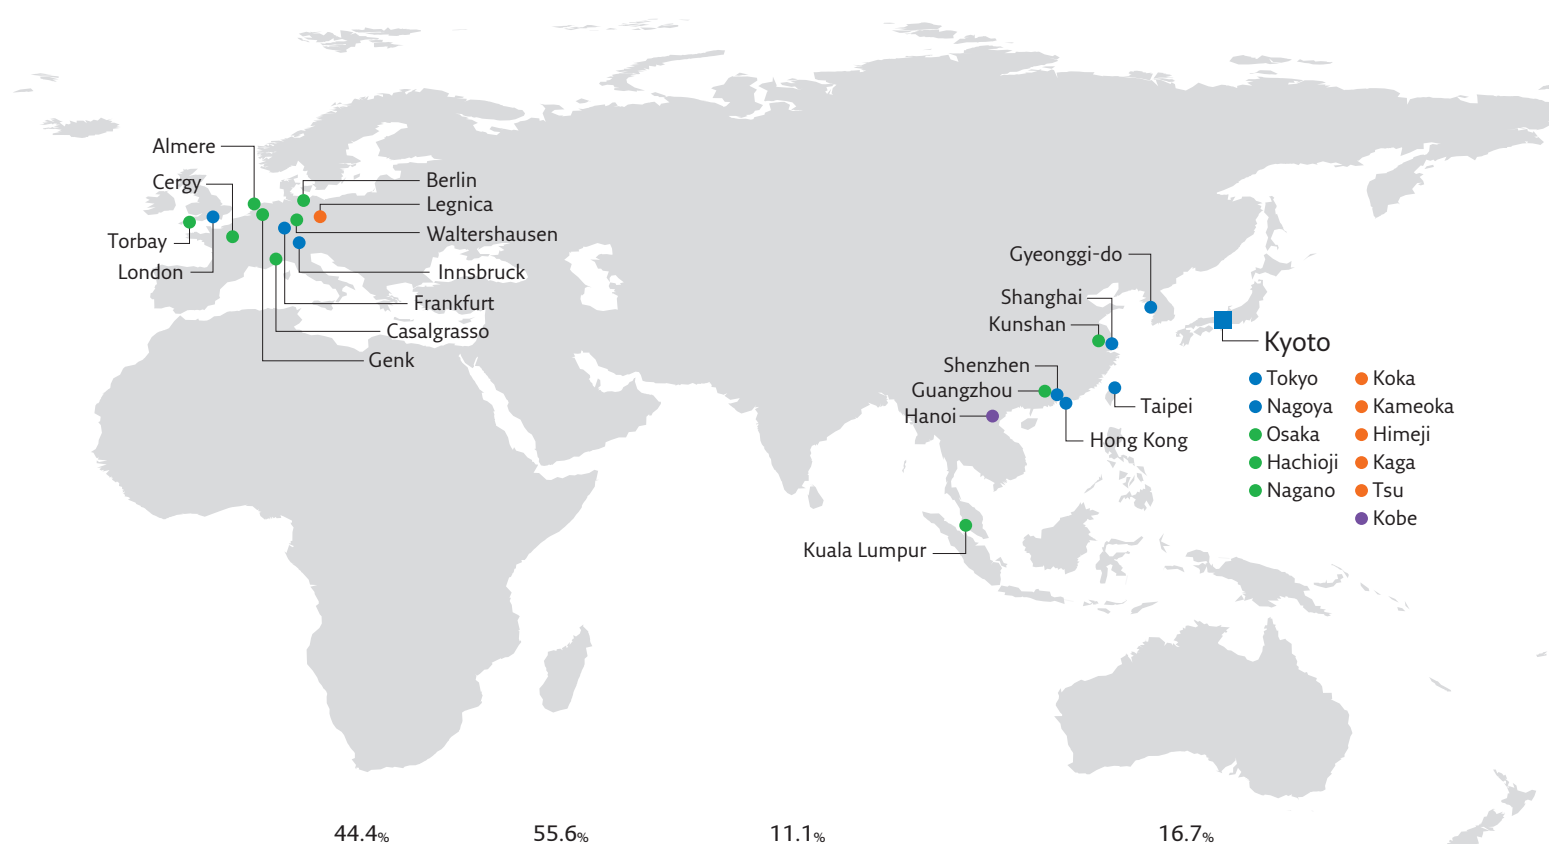 Almere
Cergy
Torbay
London
Berlin
Legnica
Waltershausen
Innsbruck
Frankfurt
Casalgrasso
Genk
Gyeonggi-do
Shanghai
Kunshan
Shenzhen
Guangzhou
Hanoi
Taipei
Hong Kong
Kuala Lumpur
Kyoto
Tokyo
Nagoya
Osaka
Hachioji
Nagano
Koka
Kameoka
Himeji
Kaga
Tsu
Kobe
44.4% 55.6% 11.1% 16.7%